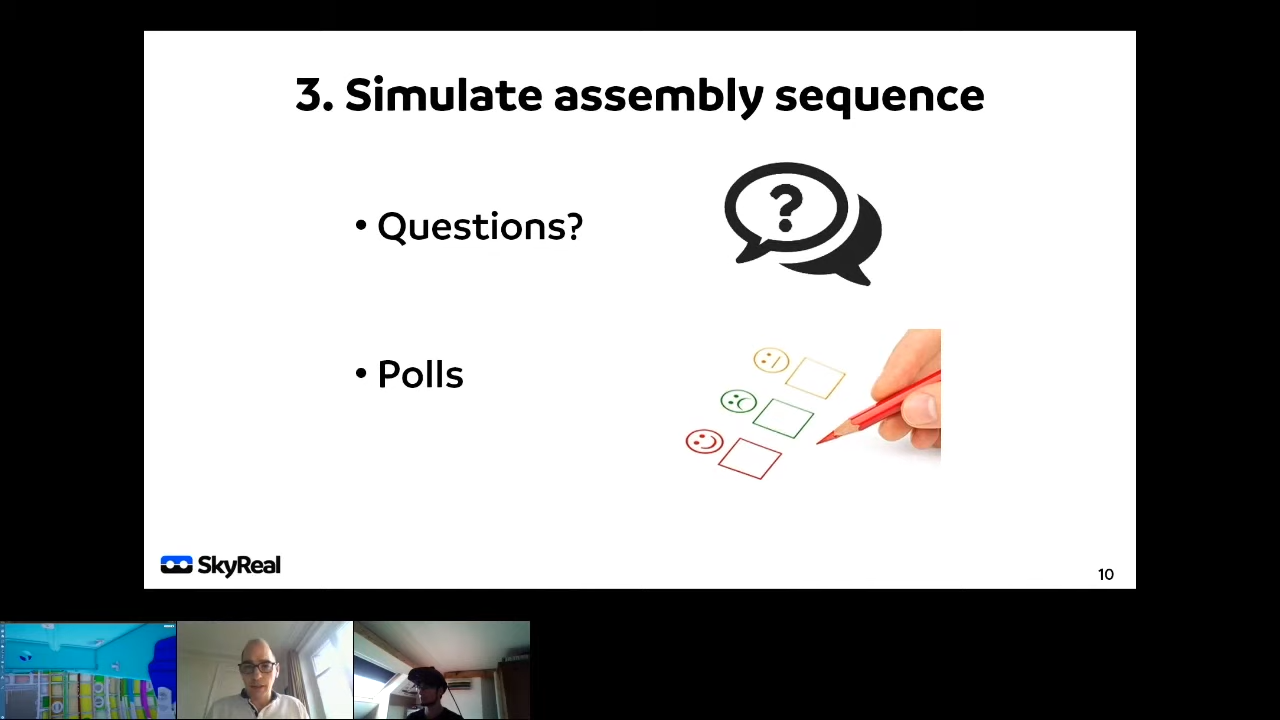 3. Simulate assembly sequence
• Questions?
?
• Polls
SkyReal
10